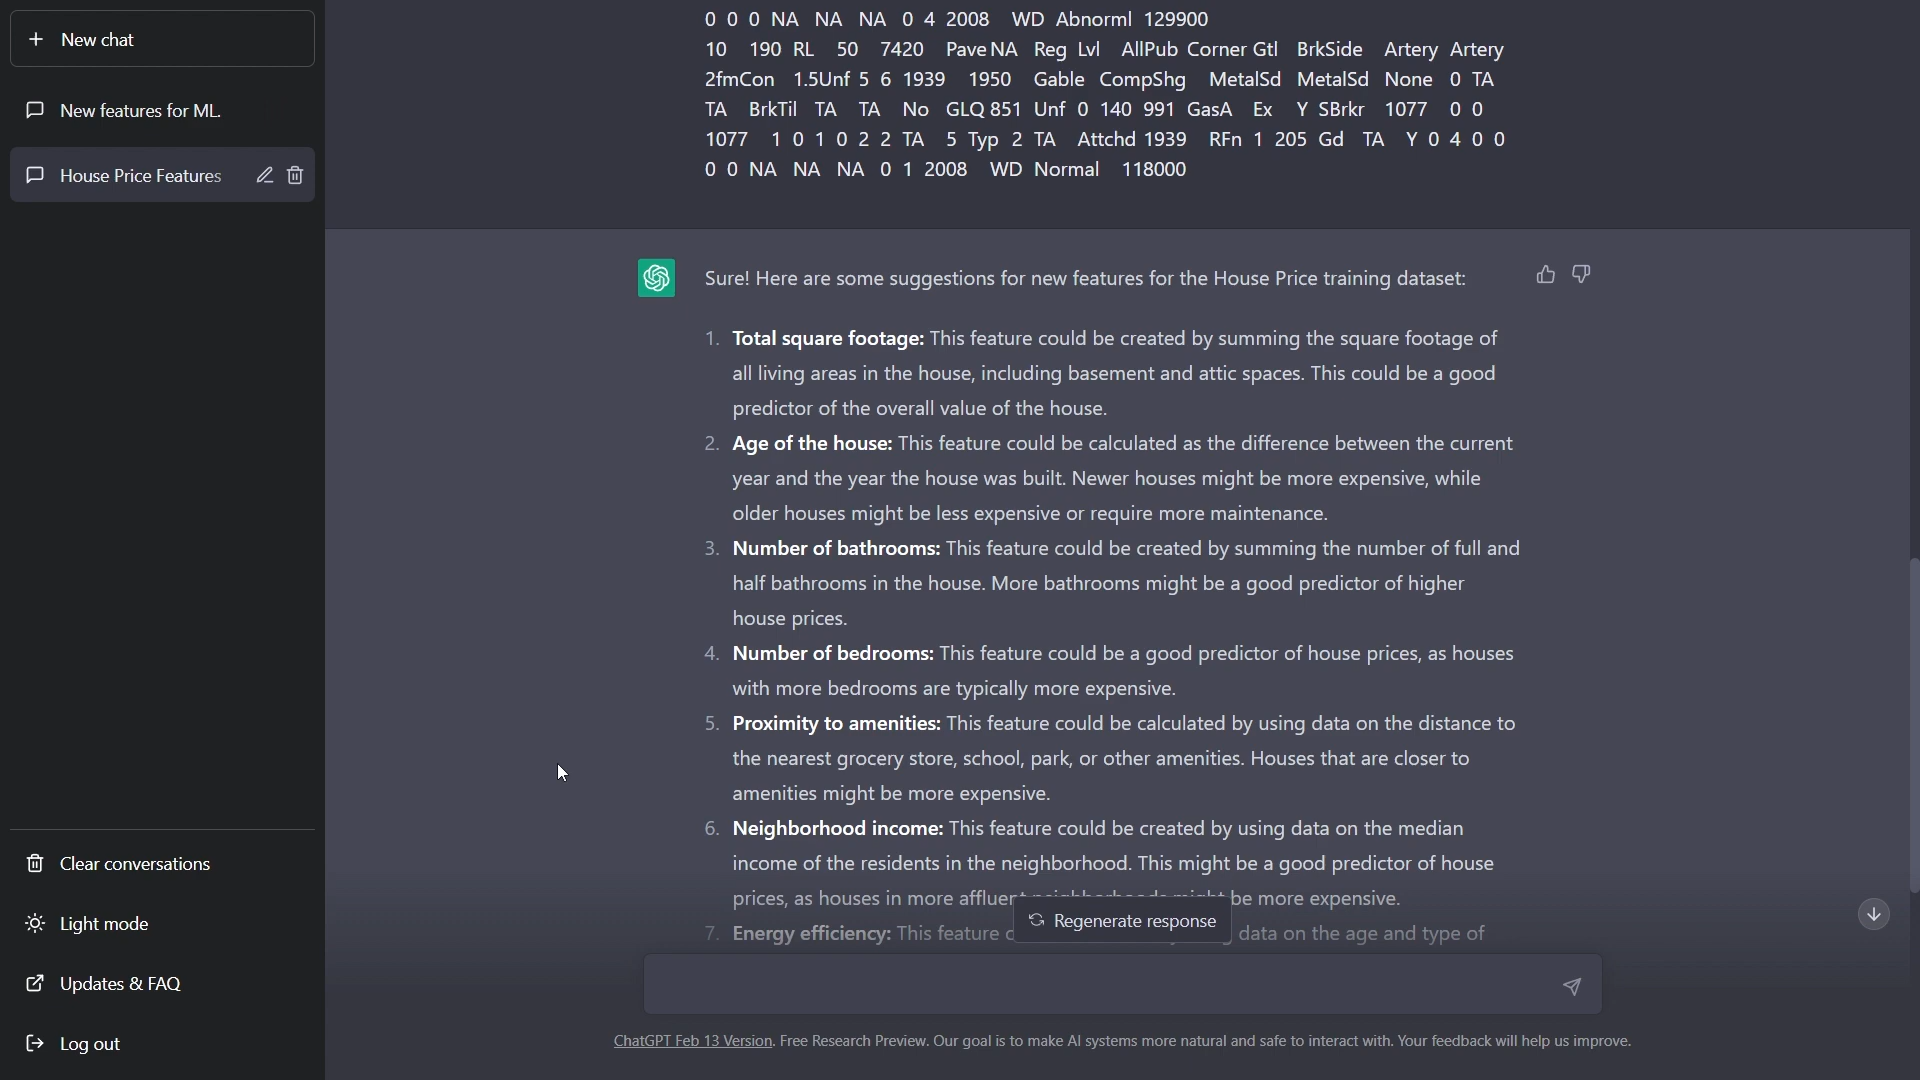 New chat
New features for ML.
House Price Features
Clear conversations
Light mode
Updates & FAQ
Log out
0 0 0 NA NA NA 0 4 2008 WD Abnorml 129900
10 190 RL 50 7420 Pave NA Reg Lvl AllPub Corner Gtl BrkSide Artery Artery
2fmCon 1.5Unf 5 6 1939 1950 Gable CompShg MetalSd MetalSd None 0 TA
TA BrkTil TA TA No GLQ 851 Unf 0 140 991 GasA Ex Y SBrkr 1077 0 0
1077 1 0 1 0 2 2 TA 5 Typ 2 TA Attchd 1939 RFn 1 205 Gd TA Y 0 4 0 0
0 0 NA NA NA 0 1 2008 WD Normal 118000
Sure! Here are some suggestions for new features for the House Price training dataset:
1. Total square footage: This feature could be created by summing the square footage of
all living areas in the house, including basement and attic spaces. This could be a good
predictor of the overall value of the house.
2. Age of the house: This feature could be calculated as the difference between the current
year and the year the house was built. Newer houses might be more expensive, while
older houses might be less expensive or require more maintenance.
3. Number of bathrooms: This feature could be created by summing the number of full and
half bathrooms in the house. More bathrooms might be a good predictor of higher
house prices.
4. Number of bedrooms: This feature could be a good predictor of house prices, as houses
with more bedrooms are typically more expensive.
5. Proximity to amenities: This feature could be calculated by using data on the distance to
the nearest grocery store, school, park, or other amenities. Houses that are closer to
amenities might be more expensive.
6. Neighborhood income: This feature could be created by using data on the median
income of the residents in the neighborhood. This might be a good predictor of house
prices, as houses in more be more expensive.
7. Energy efficiency: This feature data on the age and type of
Regenerate response
ChatGPT Feb 13 Version. Free Research Preview. Our goal is to make AI systems more natural and safe to interact with. Your feedback will help us improve.